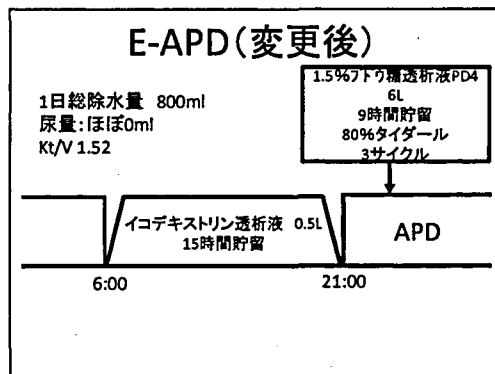 E-APD(変更後)
1日総除水量 800ml
尿量:ほぼ0ml
Kt/V 1.52
1.5%ブドウ糖透析液PD4
6L
9時間貯留
80%タイダール
3サイクル
イコデキストリン透析液 0.5L
15時間貯留
APD
6:00
21:00